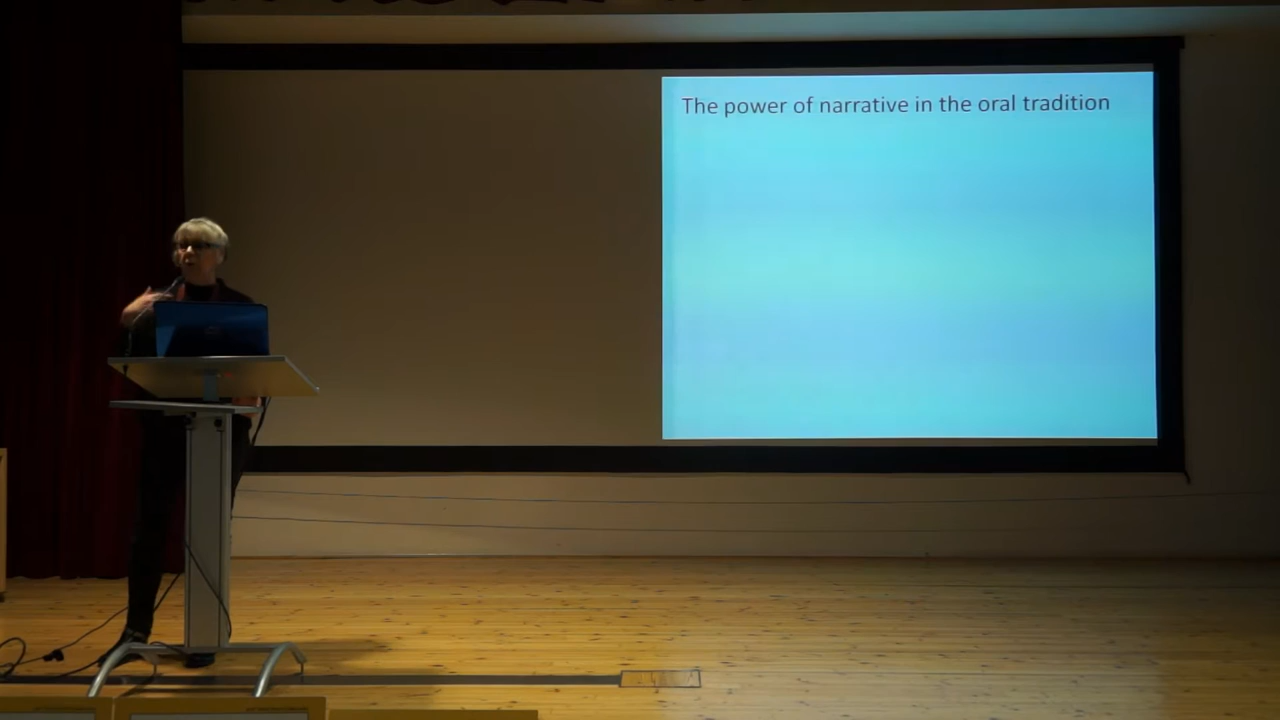 The power of narrative in the oral tradition